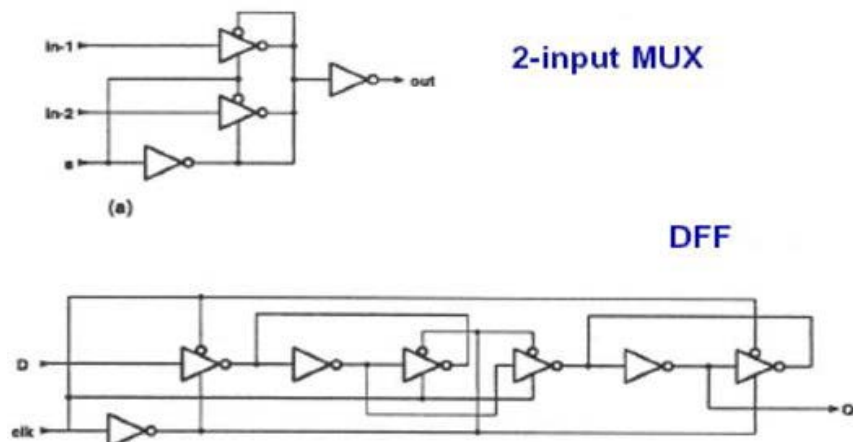 in-1
2-input MUX
out
in-2
s
(a)
DFF
D
Q
clk